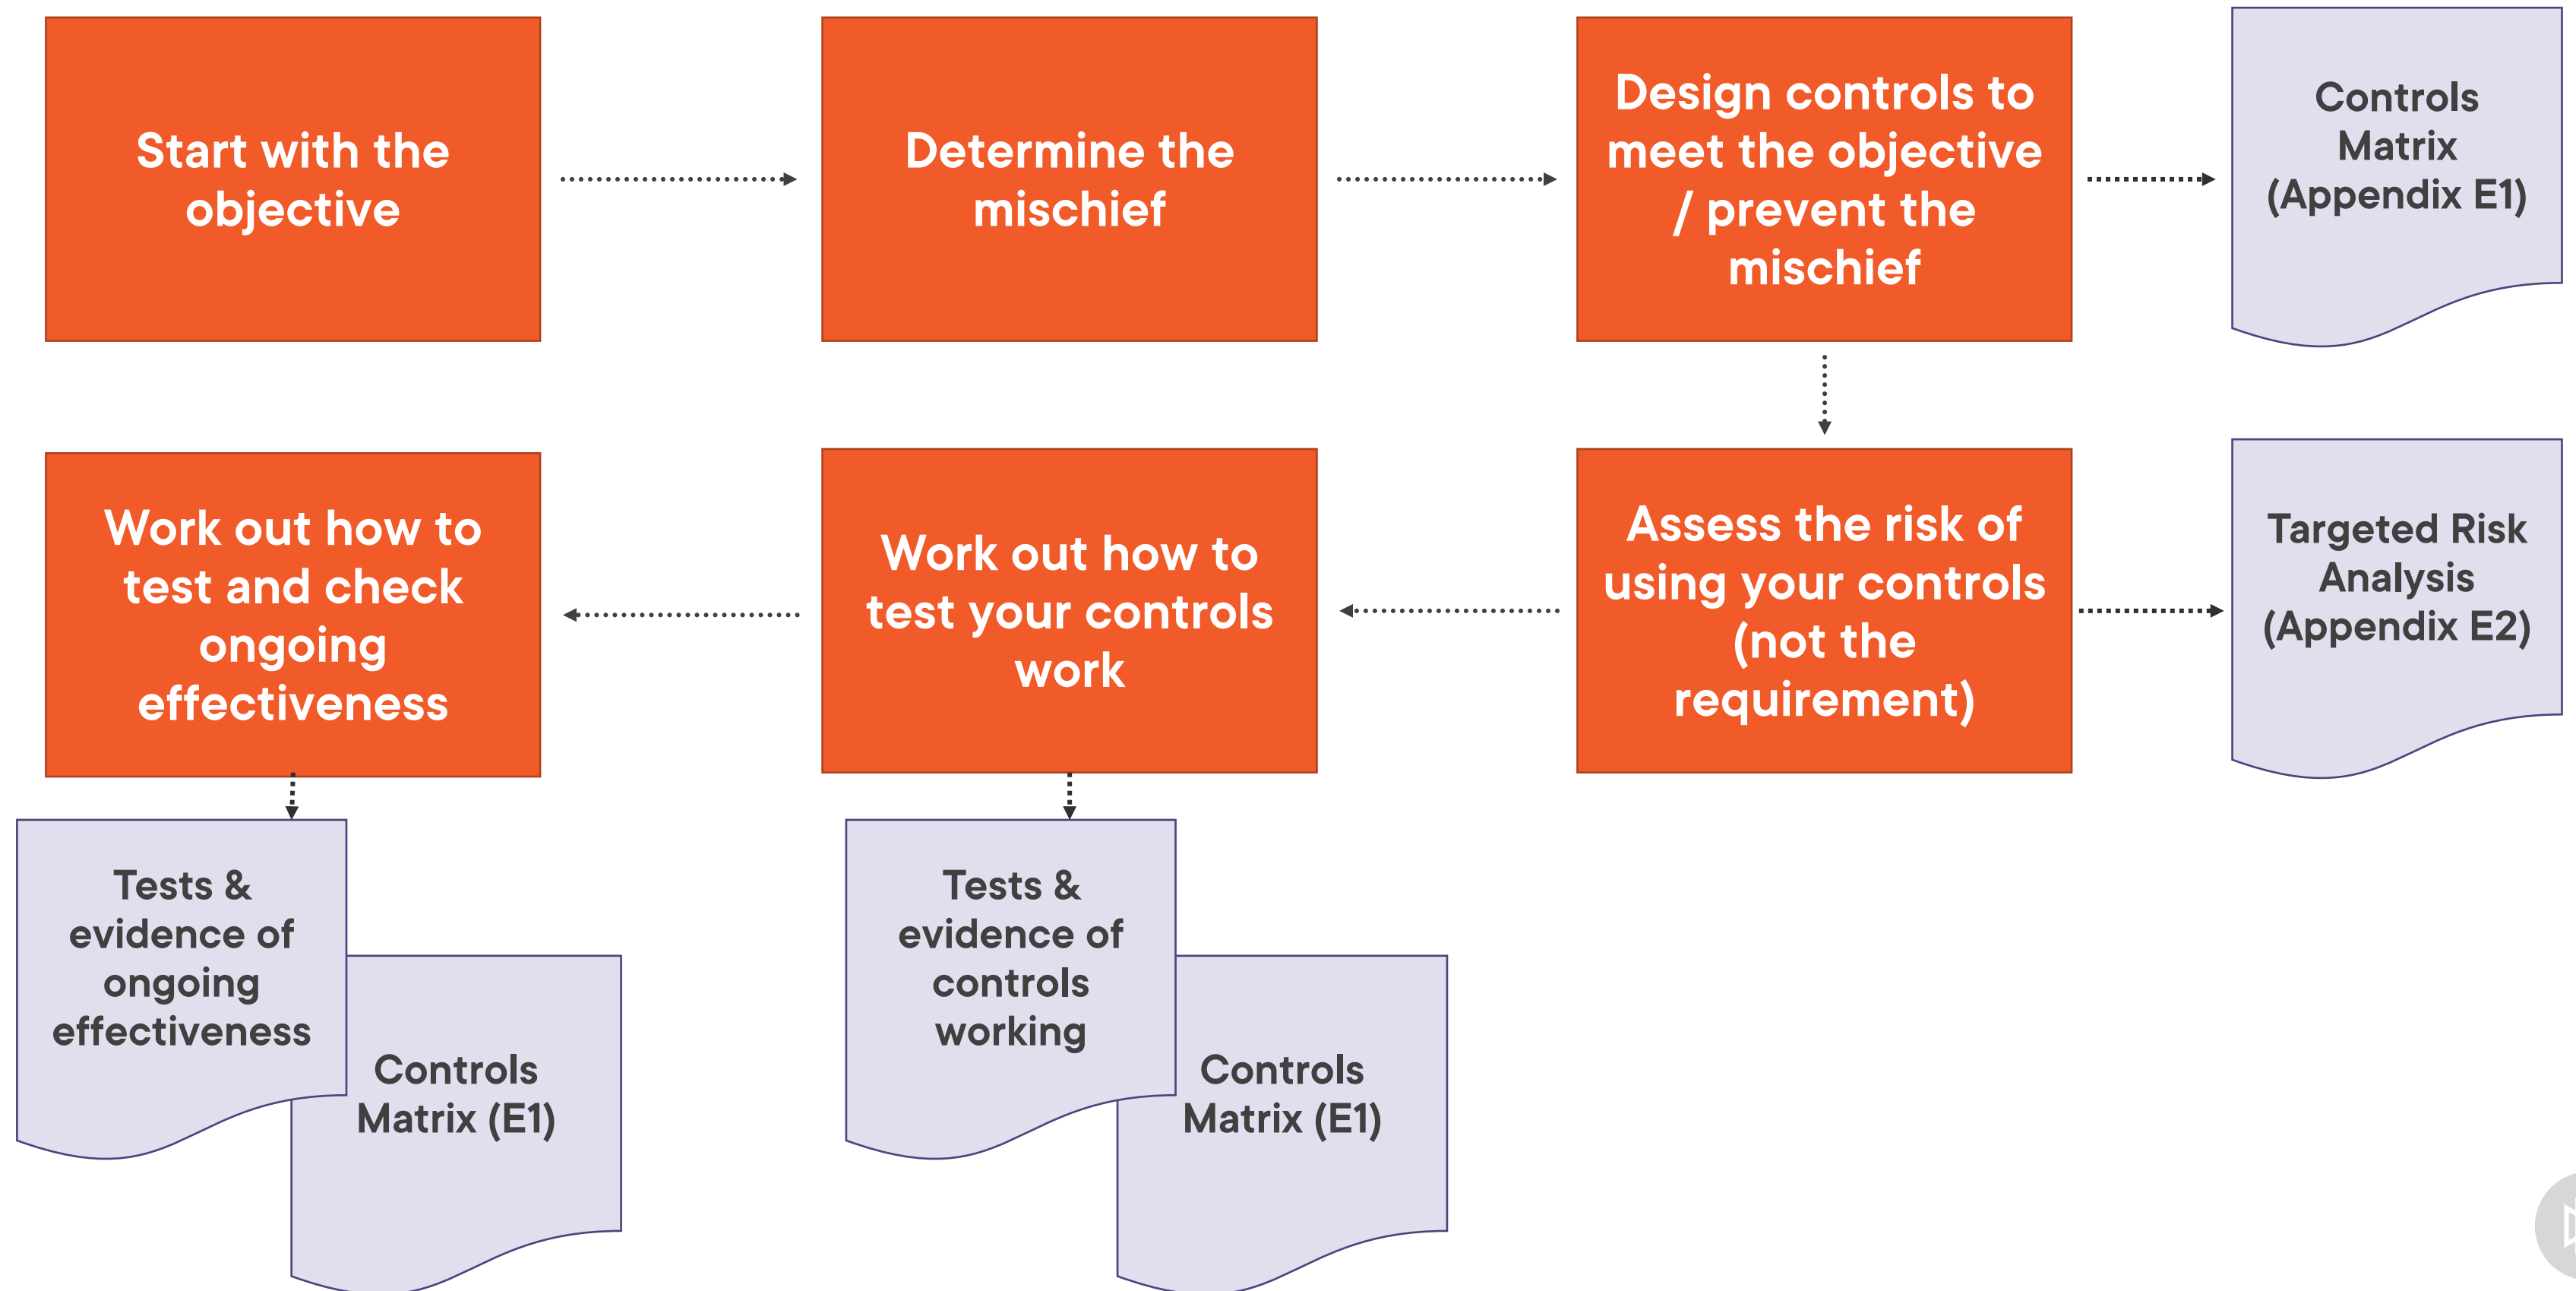 Start with the
objective
Determine the
mischief
Design controls to
meet the objective
/ prevent the
mischief
Controls
Matrix
(Appendix E1)
Work out how to
test and check
ongoing
effectiveness
Work out how to
test your controls
work
Assess the risk of
using your controls
(not the
requirement)
Targeted Risk
Analysis
(Appendix E2)
Tests &
evidence of
ongoing
effectiveness
Controls
Matrix (E1)
Tests &
evidence of
controls
working
Controls
Matrix (E1)